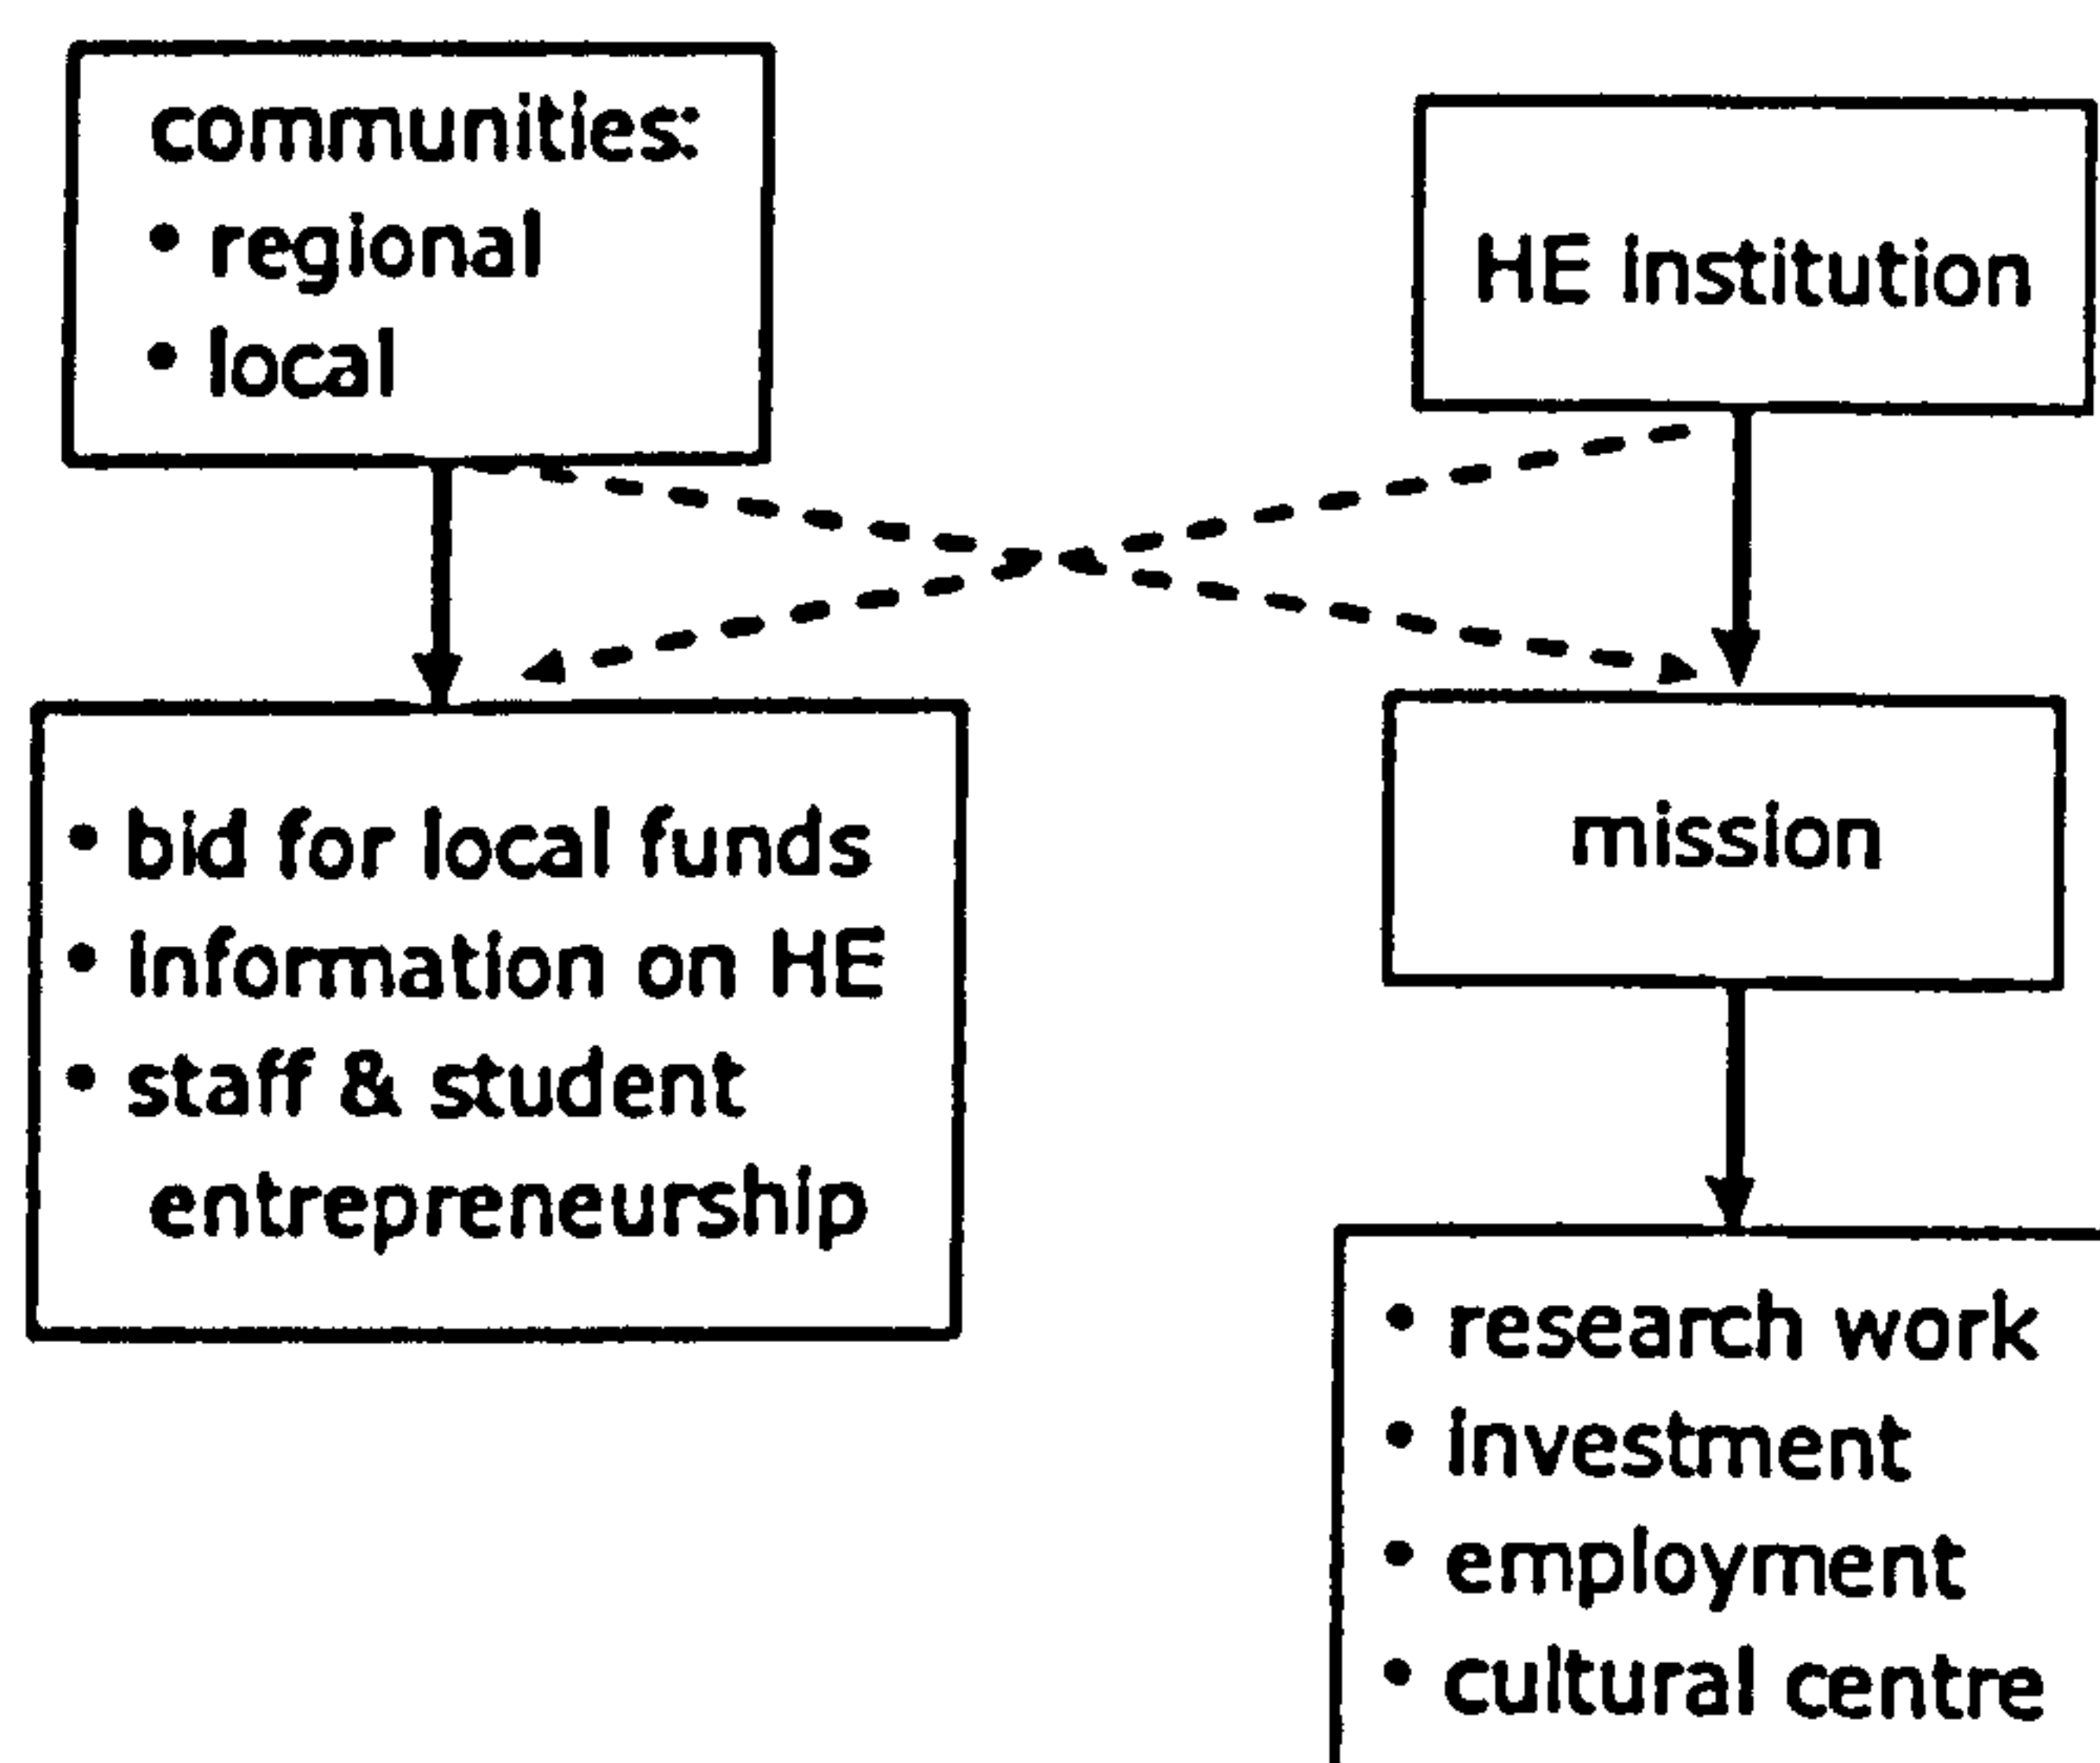 communities:
• regional
• local
HE institution
• bid for local funds
• information on HE
• staff & student
entrepreneurship
mission
• research work
• investment
• employment
• cultural centre